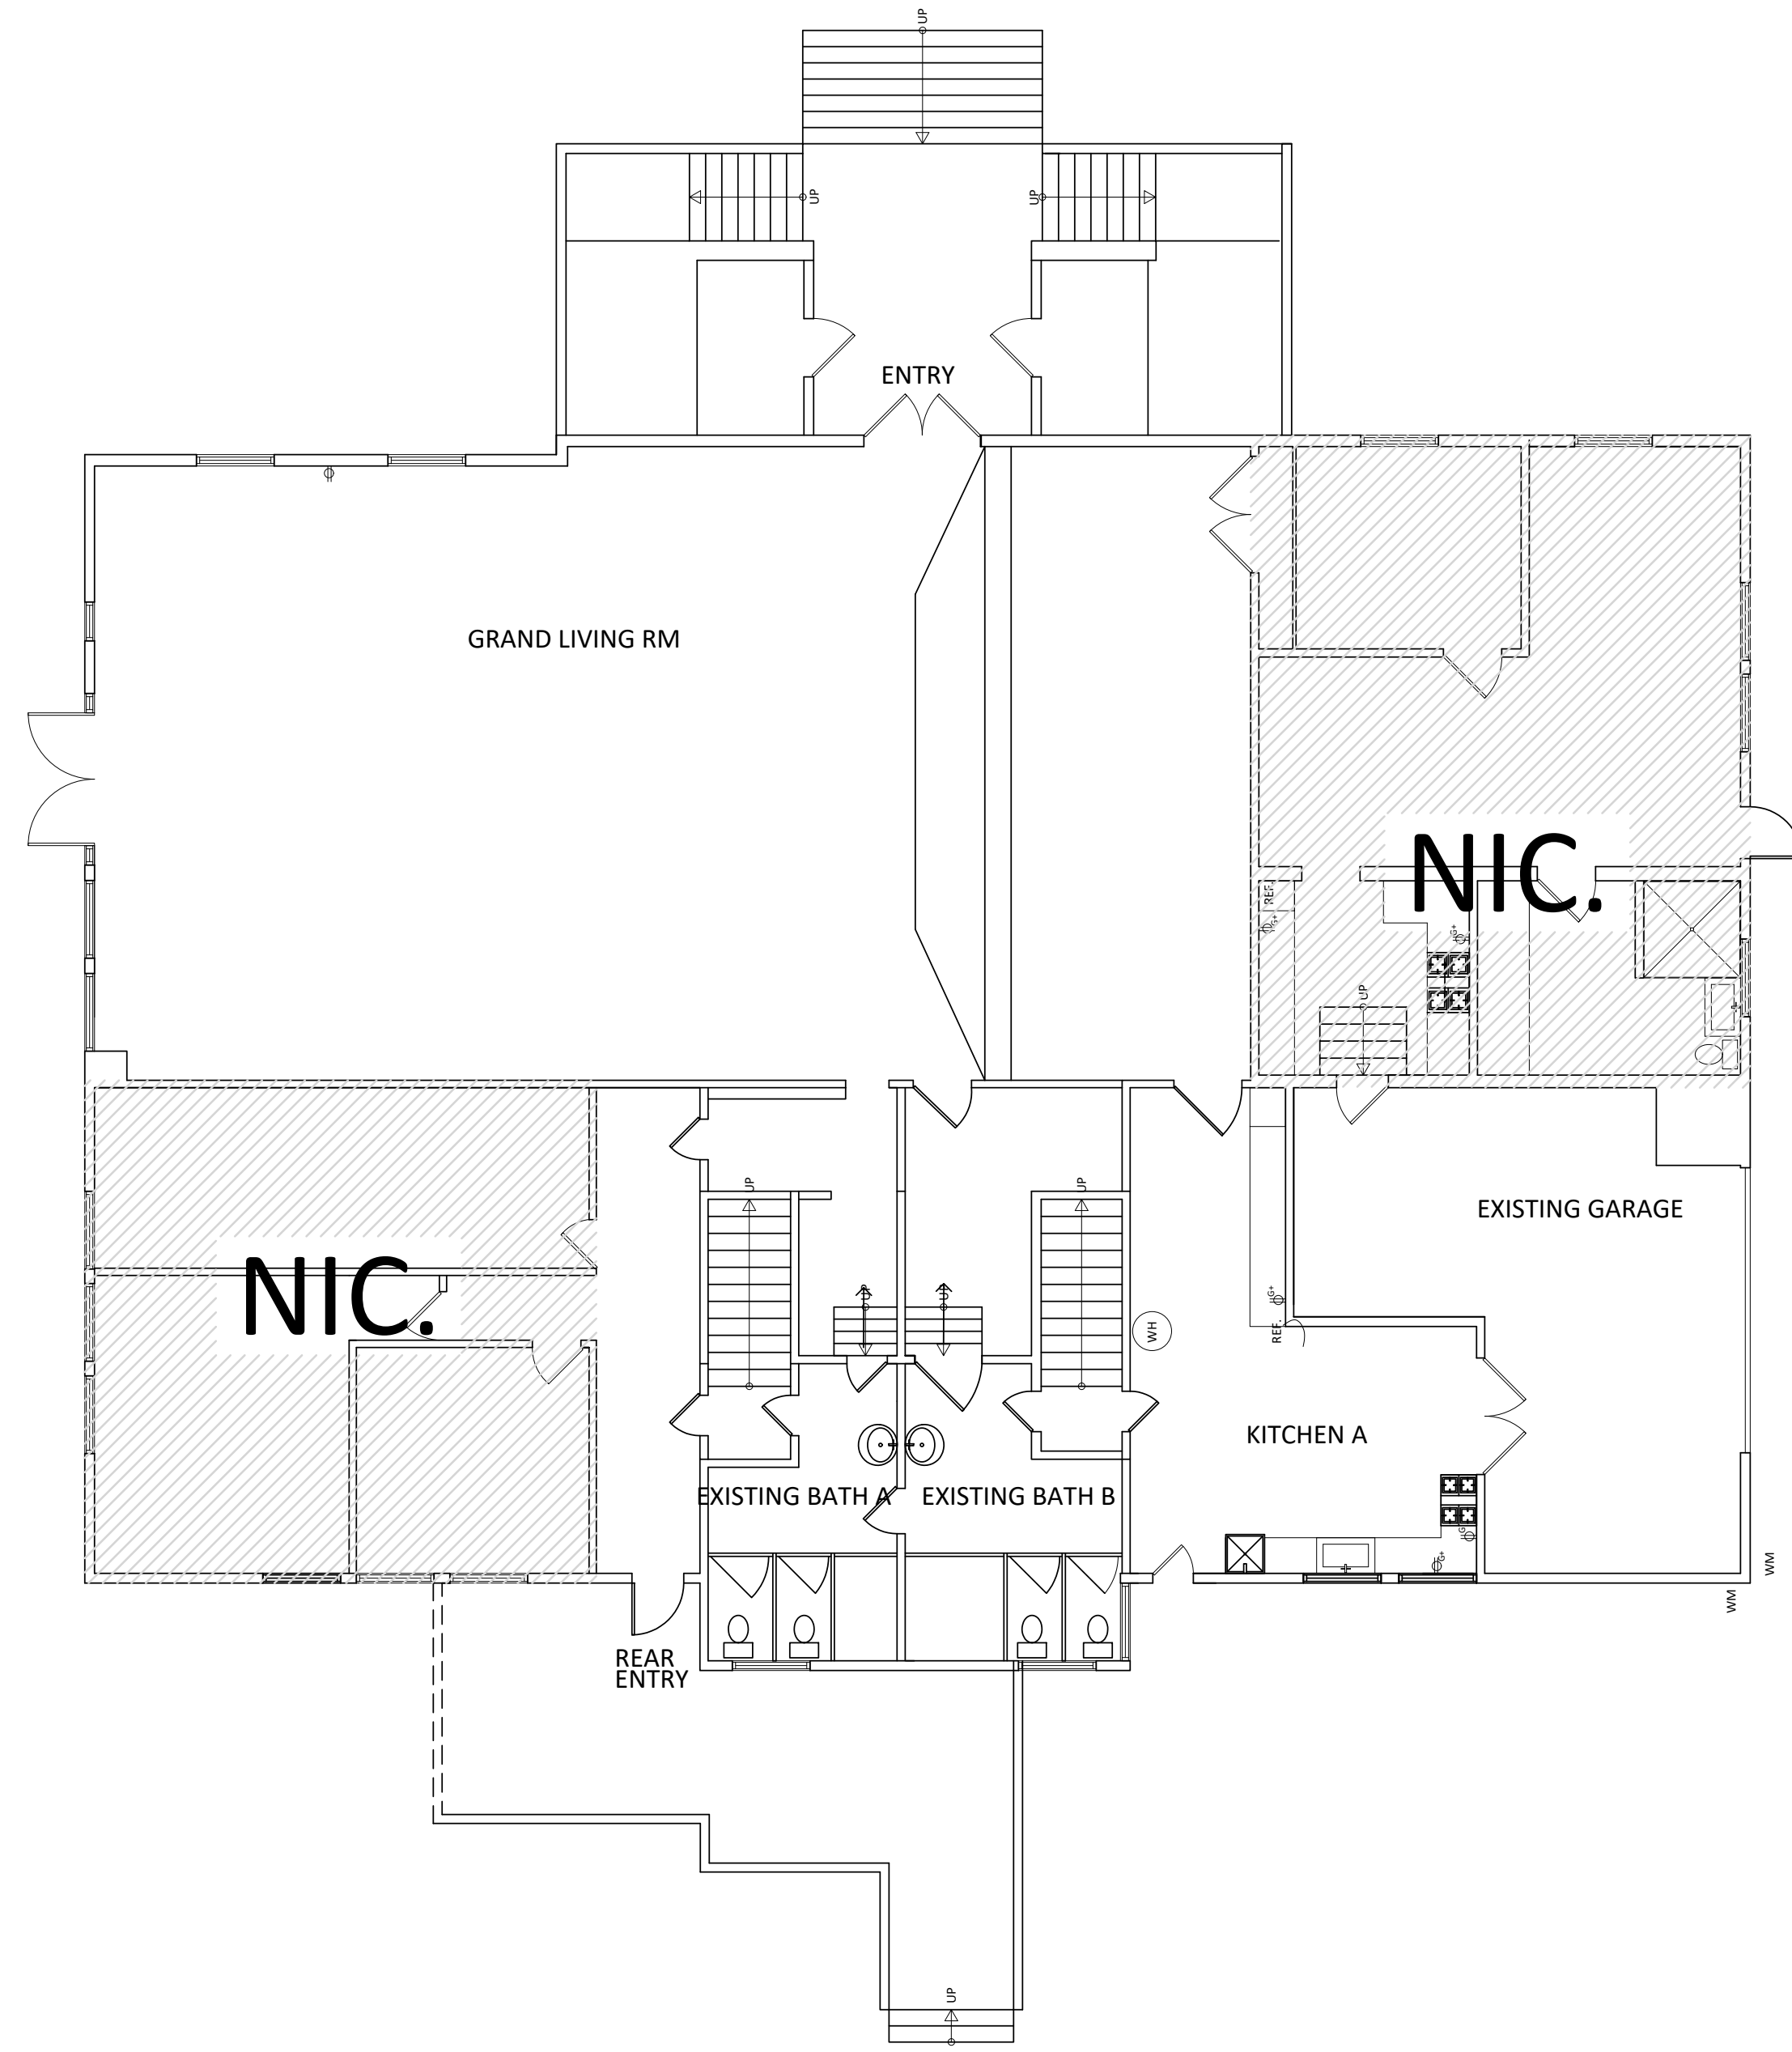 UP
UP
UP
ENTRY
GRAND LIVING RM
NIC.
REF.
G+
G+
UP
UP
UP
EXISTING GARAGE
NIC.
UP
UP
G+
WH
REF.
KITCHEN A
EXISTING BATH A
EXISTING BATH B
G+
G+
WM
WM
REAR
ENTRY
UP